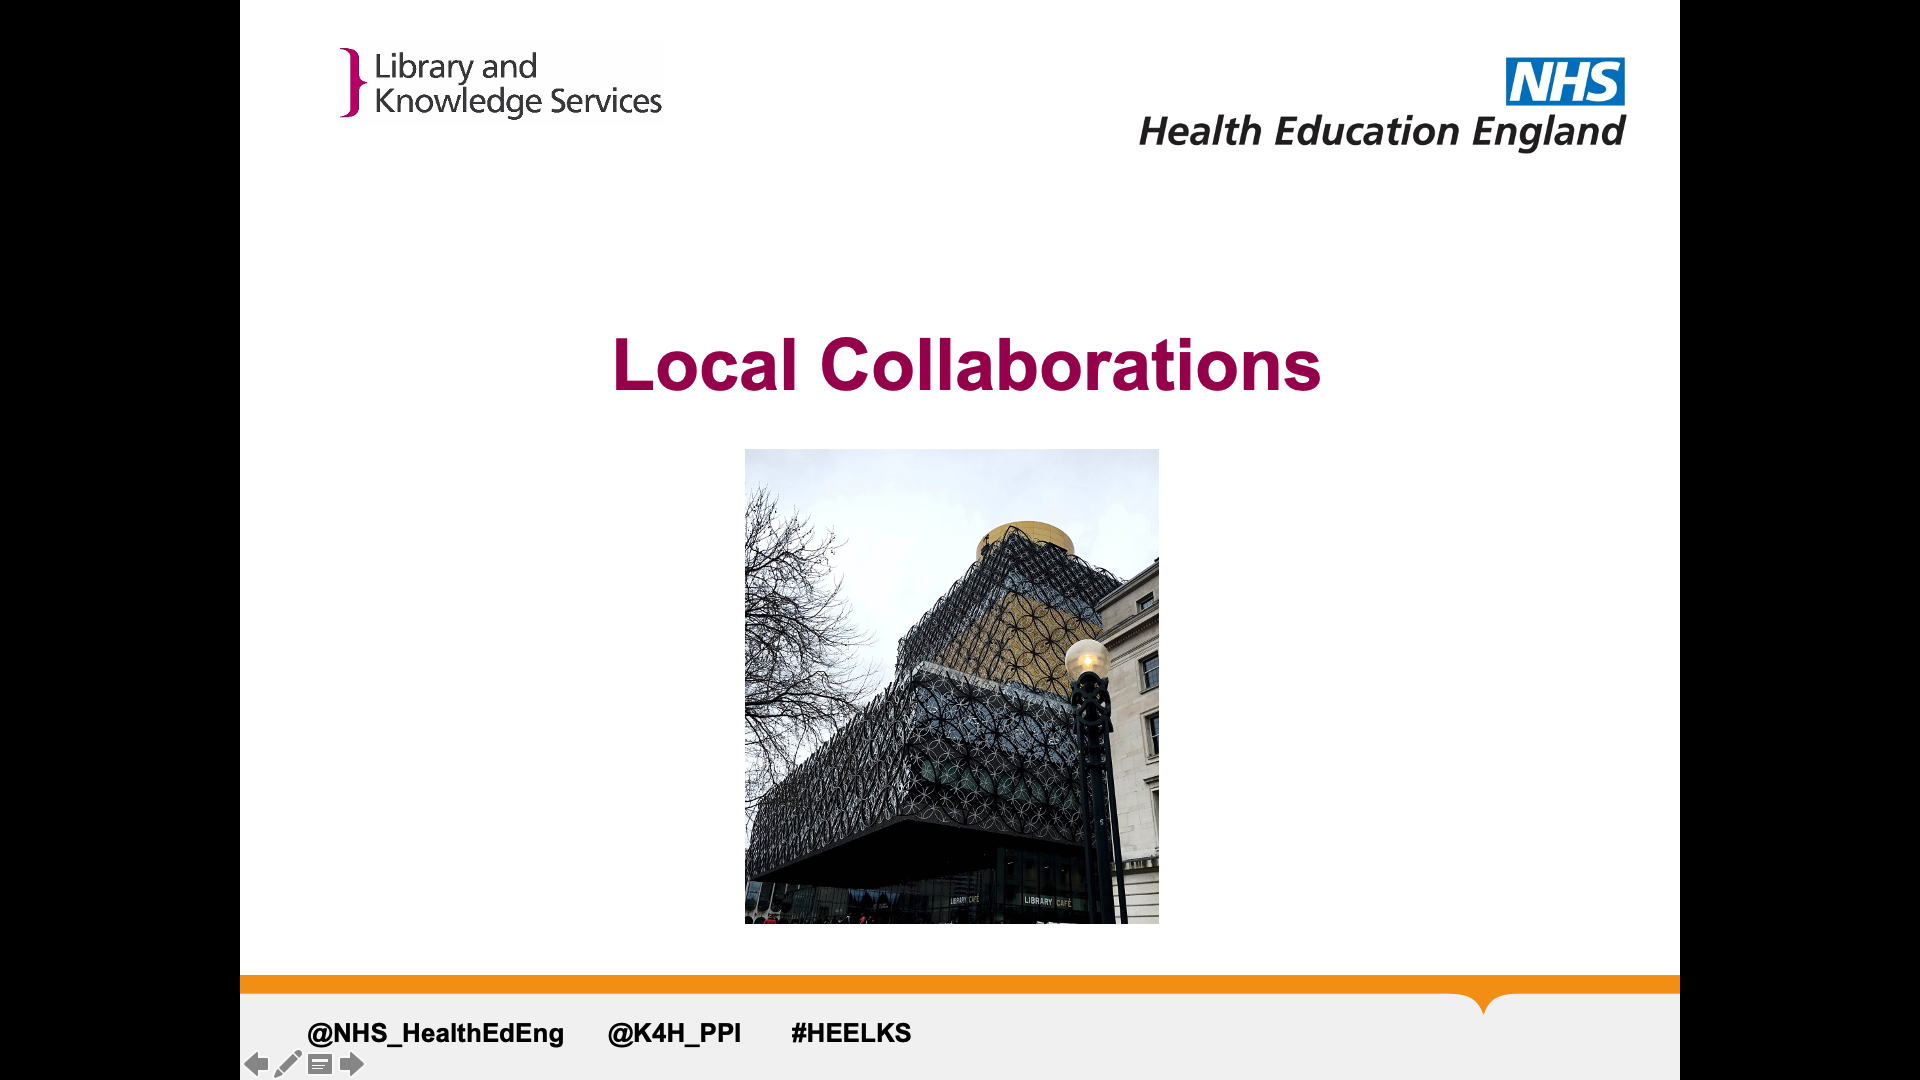 Library and
Knowledge Services
NHS
Health Education England
Local Collaborations
LIBRARY CAFÉ
LIBRARY CAFÉ
@NHS_HealthEdEng @K4H_PPI #HEELKS